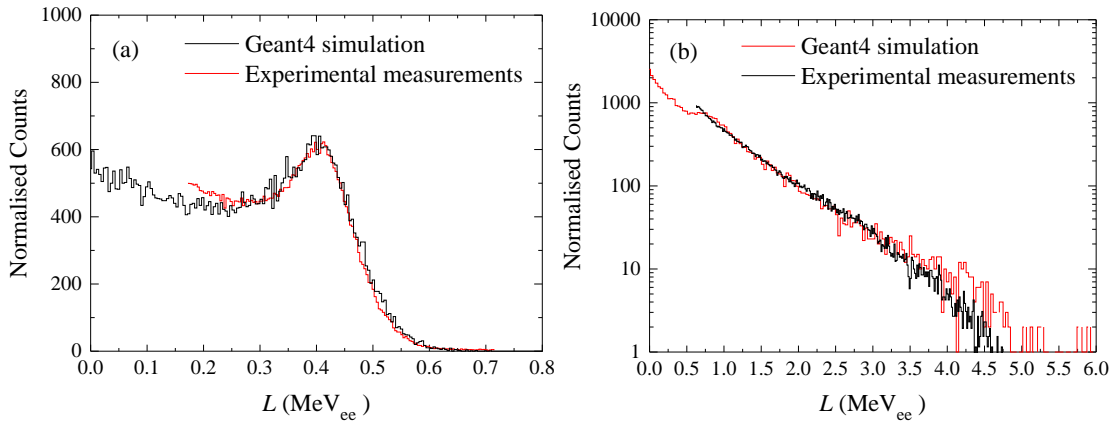 (a)
Geant4 simulation
Experimental measurements
Normalised Counts
1000
800
600
400
200
0
0.0 0.1 0.2 0.3 0.4 0.5 0.6 0.7 0.8
L (MeVee )
(b)
Geant4 simulation
Experimental measurements
Normalised Counts
10000
1000
100
10
1
0.0 0.5 1.0 1.5 2.0 2.5 3.0 3.5 4.0 4.5 5.0 5.5 6.0
L (MeVee )